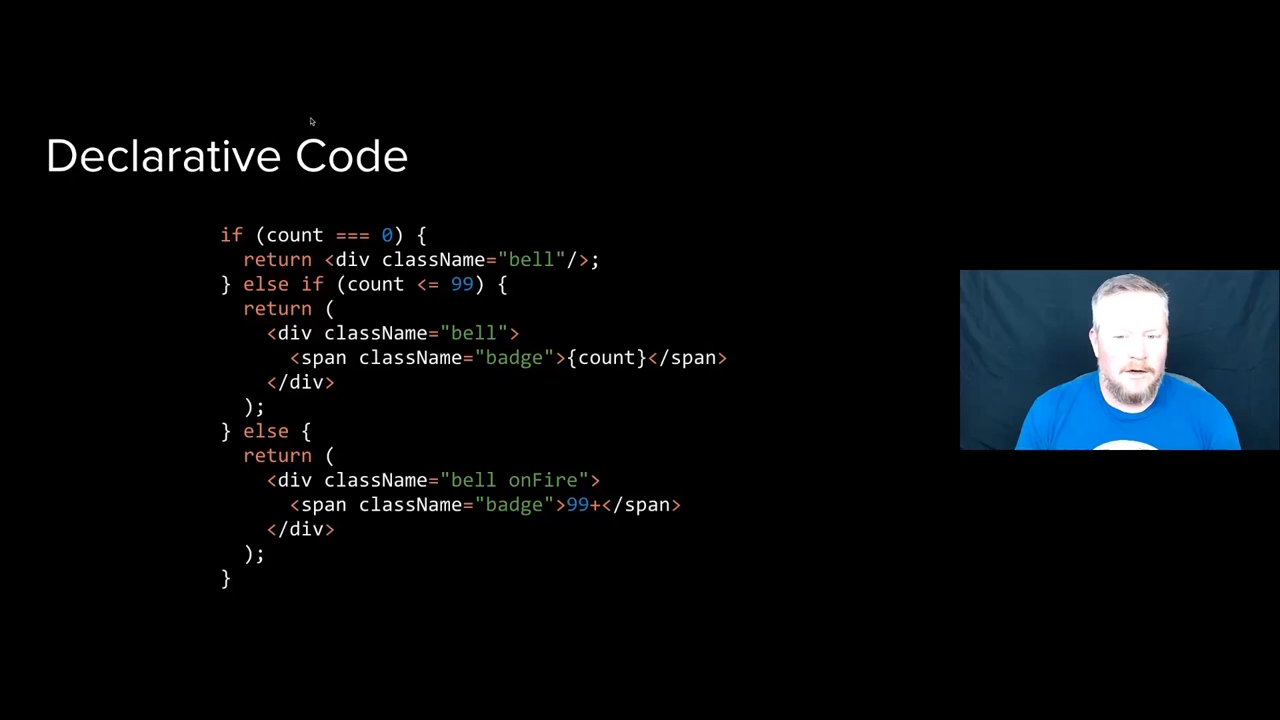 Declarative Code
if (count === 0) {
  return <div className="bell"/>;
} else if (count <= 99) {
  return (
    <div className="bell">
      <span className="badge">{count}</span>
    </div>
  );
} else {
  return (
    <div className="bell onFire">
      <span className="badge">99+</span>
    </div>
  );
}